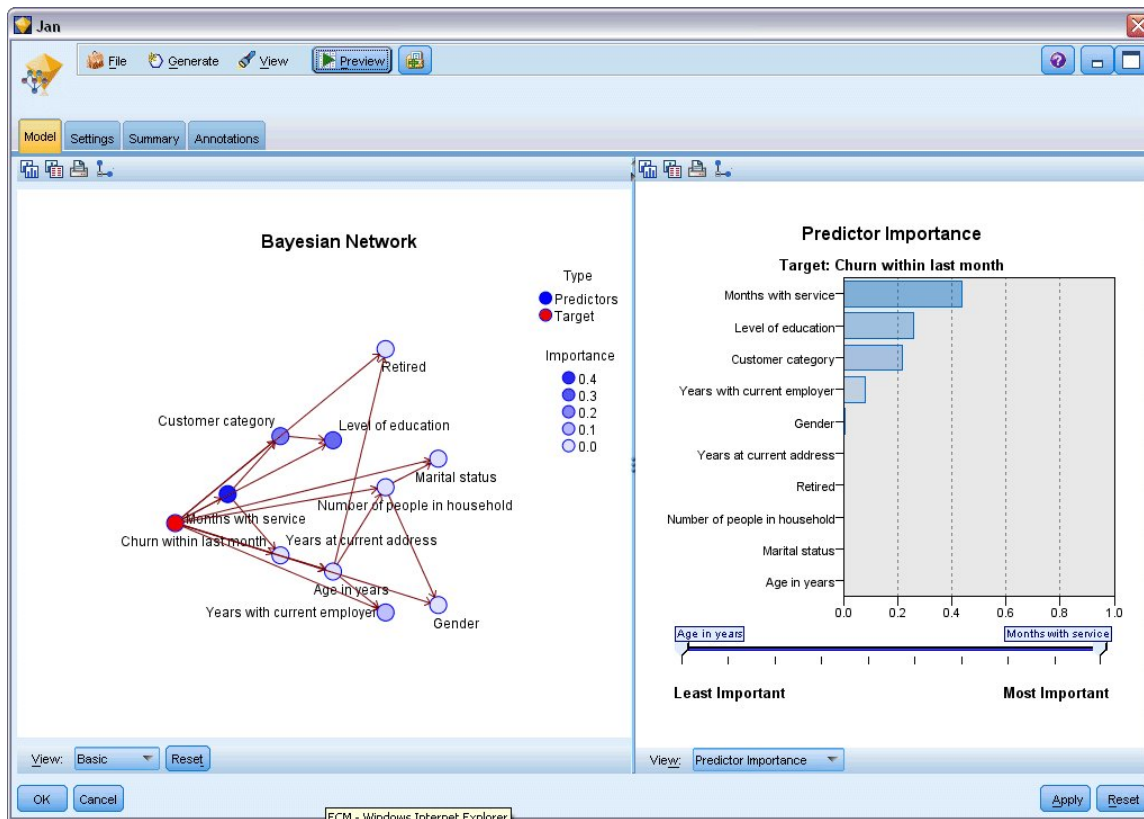 Jan
File Generate View Preview
Model Settings Summary Annotations
Bayesian Network
Type
Predictors
Target
Importance
0.4
0.3
0.2
0.1
0.0
Retired
Customer category
Level of education
Marital status
Number of people in household
Months with service
Churn within last month
Years at current address
Age in years
Years with current employer
Gender
View: Basic Reset
Predictor Importance
Target: Churn within last month
Months with service
Level of education
Customer category
Years with current employer
Gender
Years at current address
Retired
Number of people in household
Marital status
Age in years
0.0 0.2 0.4 0.6 0.8 1.0
Age in years Months with service
Least Important Most Important
View: Predictor Importance
OK Cancel Apply Reset
ECM - Windows Internet Explorer